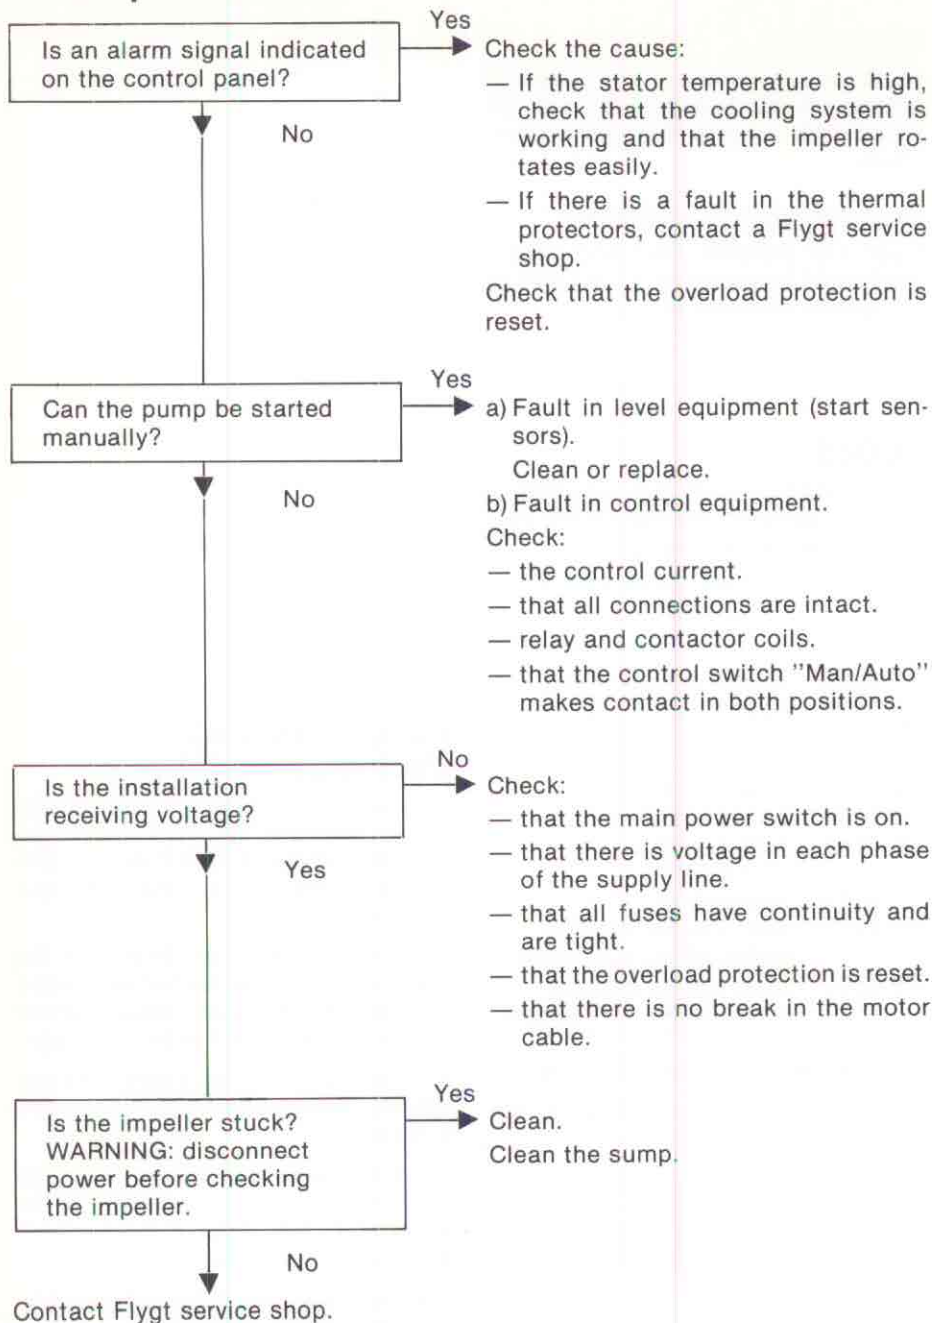 Yes
Is an alarm signal indicated
on the control panel?
Check the cause:
— If the stator temperature is high,
check that the cooling system is
working and that the impeller ro-
tates easily.
— If there is a fault in the thermal
protectors, contact a Flygt service
shop.
Check that the overload protection is
reset.
No
Yes
Can the pump be started
manually?
a) Fault in level equipment (start sen-
sors).
Clean or replace.
b) Fault in control equipment.
Check:
— the control current.
— that all connections are intact.
— relay and contactor coils.
— that the control switch "Man/Auto"
makes contact in both positions.
No
No
Is the installation
receiving voltage?
Check:
— that the main power switch is on.
— that there is voltage in each phase
of the supply line.
— that all fuses have continuity and
are tight.
— that the overload protection is reset.
— that there is no break in the motor
cable.
Yes
Yes
Is the impeller stuck?
WARNING: disconnect
power before checking
the impeller.
Clean.
Clean the sump.
No
Contact Flygt service shop.